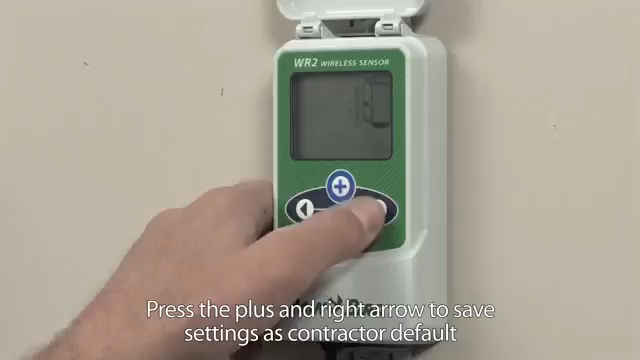 WR2 WIRELESS SENSOR
Press the plus and right arrow to save
settings as contractor default